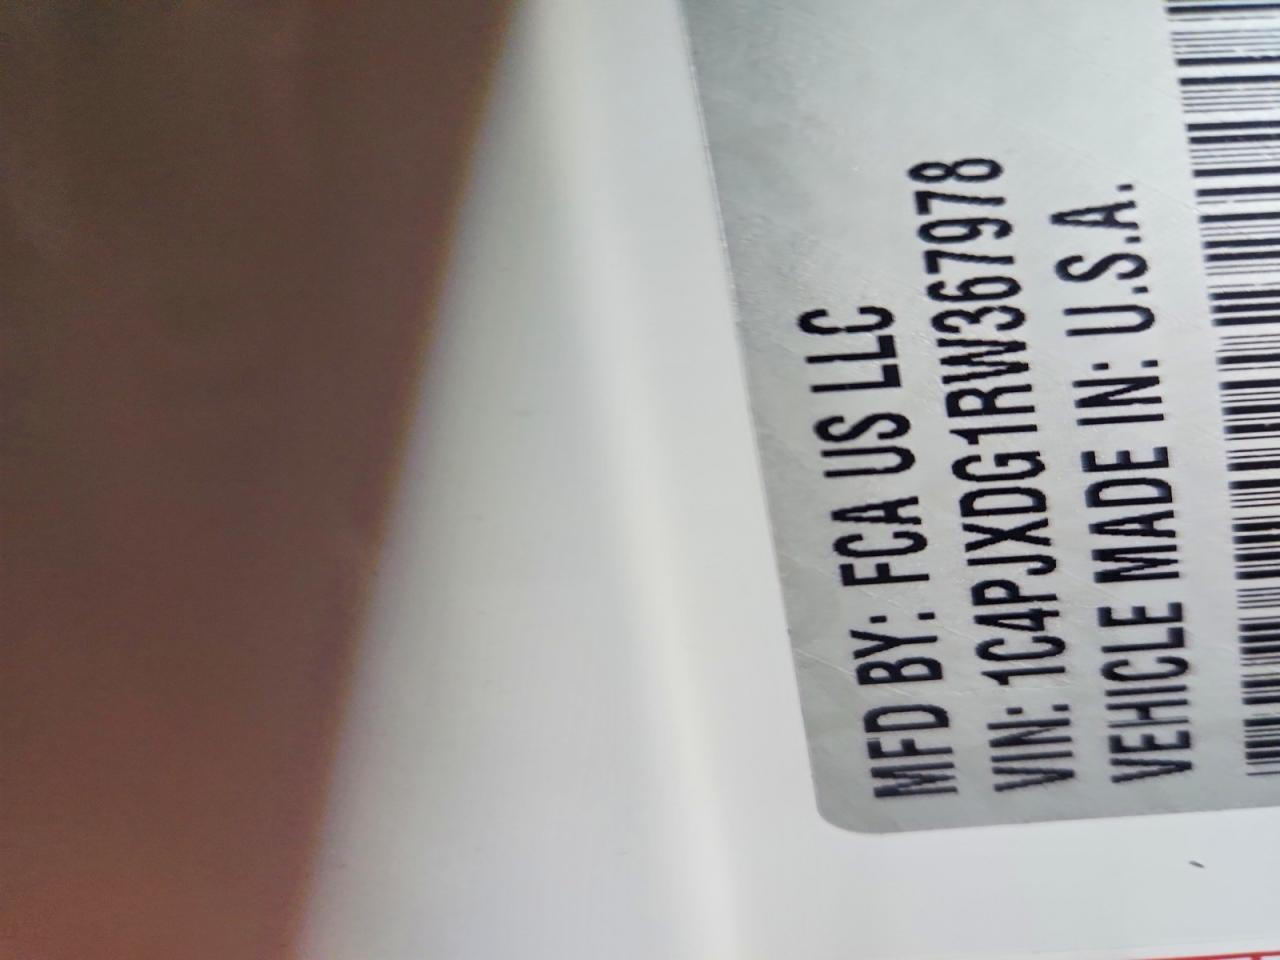 MFD BY: FCA US LLC
VIN: 1C4PJXDG1RW367978
VEHICLE MADE IN: U.S.A.